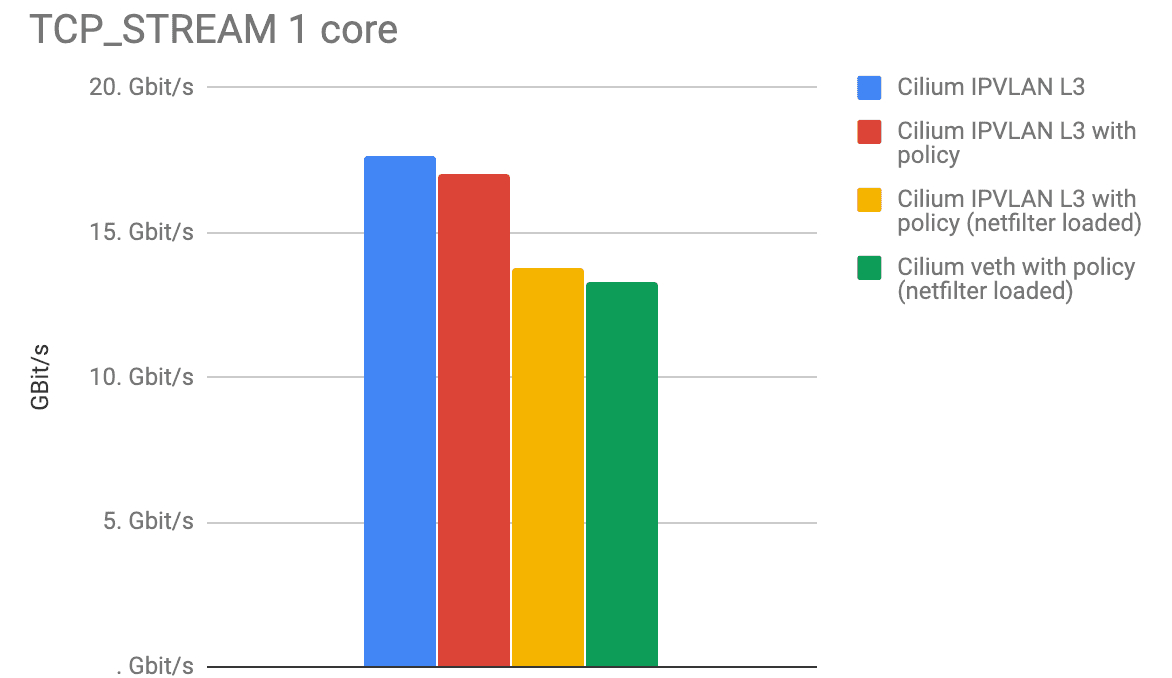 TCP_STREAM 1 core
20. Gbit/s
15. Gbit/s
10. Gbit/s
5. Gbit/s
. Gbit/s
GBit/s
Cilium IPVLAN L3
Cilium IPVLAN L3 with
policy
Cilium IPVLAN L3 with
policy (netfilter loaded)
Cilium veth with policy
(netfilter loaded)